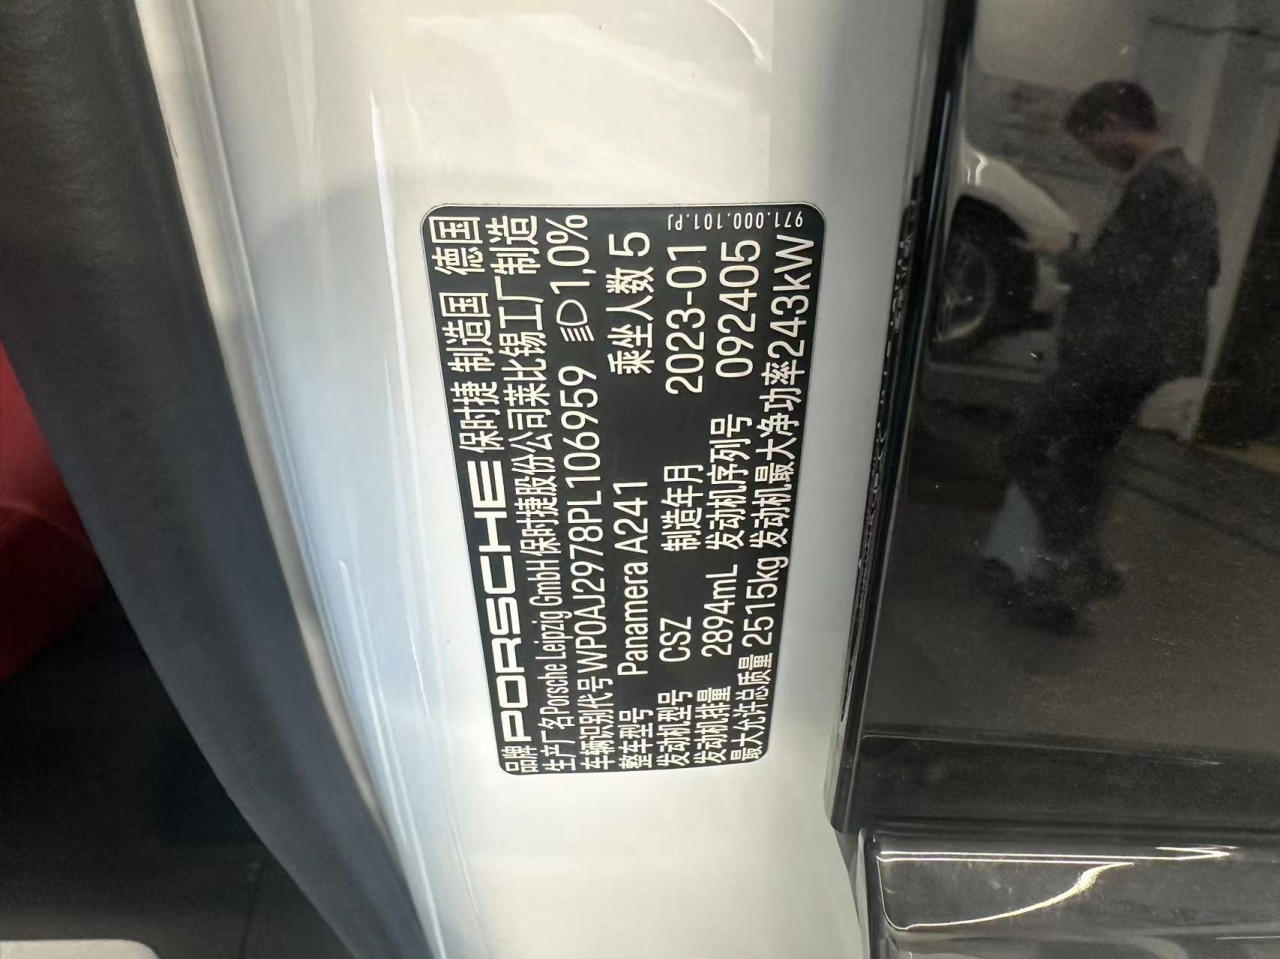 品牌 PORSCHE 保时捷 制造国 德国
生产厂名 Porsche Leipzig GmbH 保时捷股份公司莱比锡工厂制造
车辆识别代号 WP0AJ2978PL106959 1,0%
整车型号 Panamera A241 乘坐人数 5
发动机型号 CSZ 制造年月 2023-01
发动机排量 2894mL 发动机序列号 092405
最大允许总质量 2515kg 发动机最大净功率 243kW
971.000.101.PJ